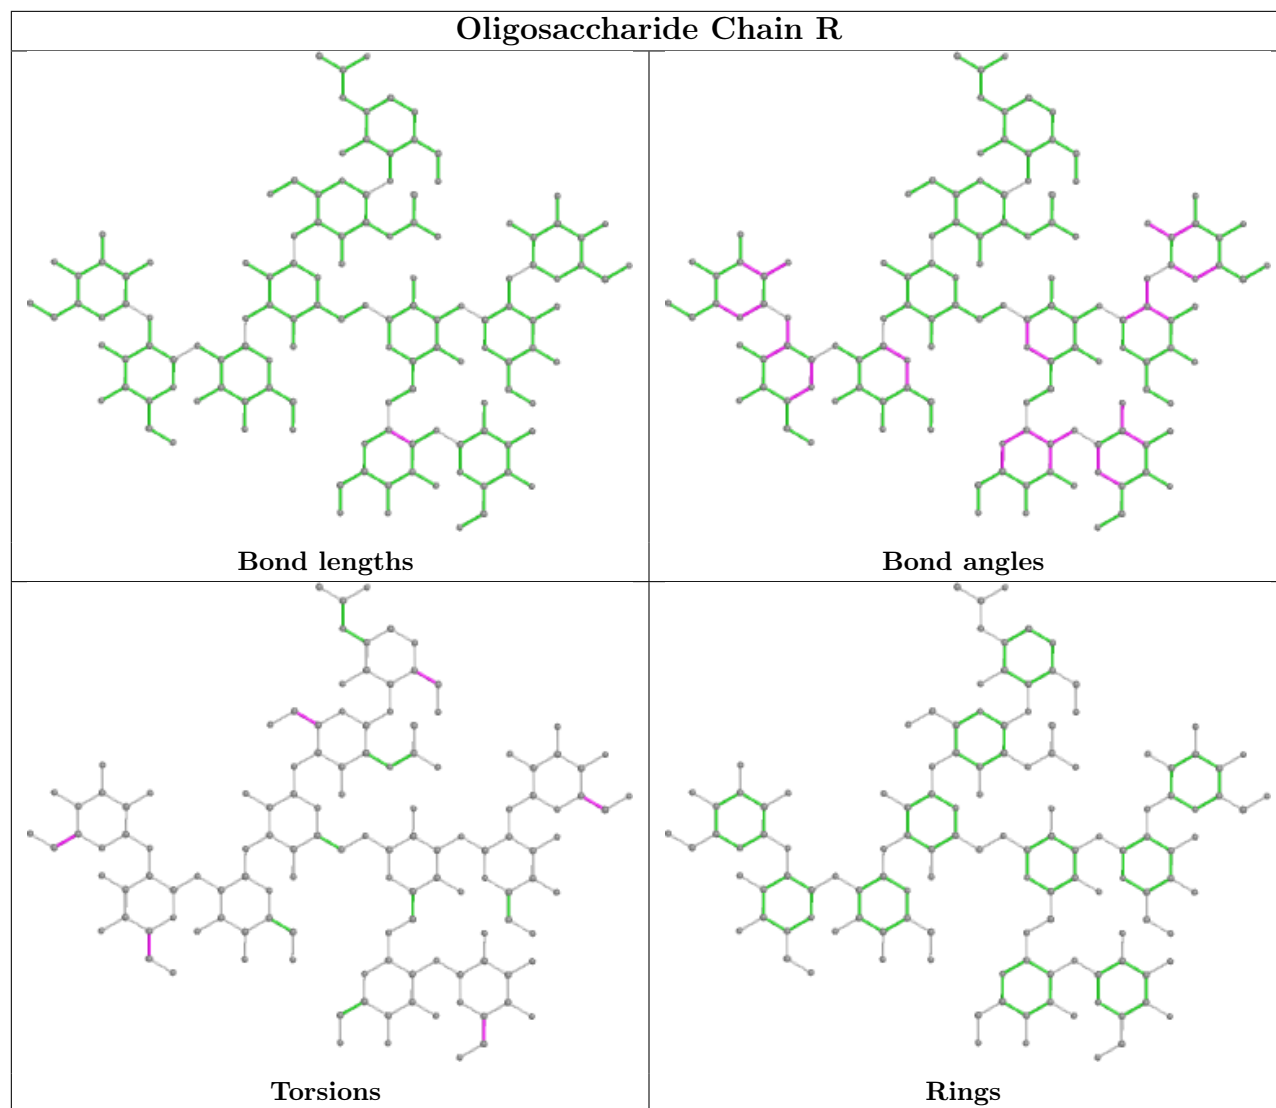 Oligosaccharide Chain R
Bond lengths
Bond angles
Torsions
Rings